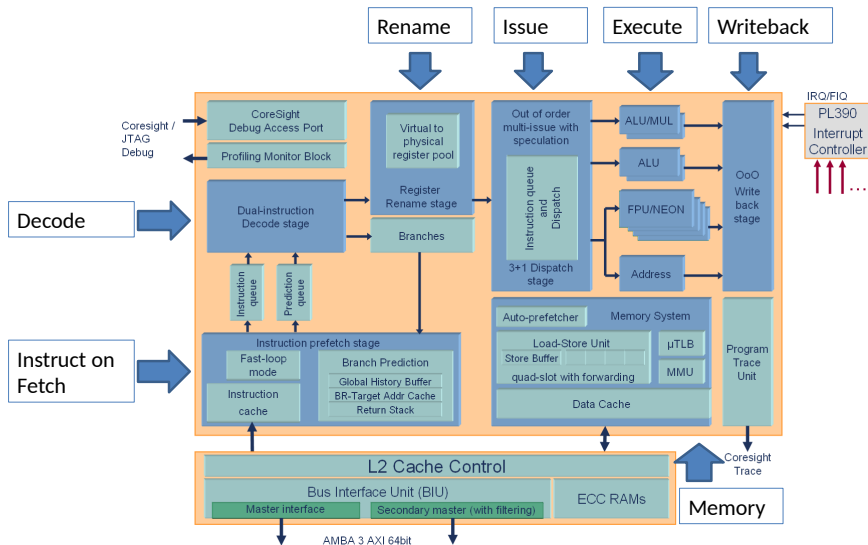 Rename
Issue
Execute
Writeback
IRQ/FIQ
PL390
Interrupt
Controller
...
Coresight /
JTAG
Debug
CoreSight
Debug Access Port
Profiling Monitor Block
Virtual to
physical
register pool
Register
Rename stage
Out of order
multi-issue with
speculation
Instruction queue
and
Dispatch
3+1 Dispatch
stage
ALU/MUL
ALU
FPU/NEON
Address
OoO
Write
back
stage
Decode
Dual-instruction
Decode stage
Branches
Instruction
queue
Prediction
queue
Instruct on
Fetch
Instruction prefetch stage
Fast-loop
mode
Instruction
cache
Branch Prediction
Global History Buffer
BR-Target Addr Cache
Return Stack
Auto-prefetcher
Memory System
Load-Store Unit
Store Buffer
quad-slot with forwarding
µTLB
MMU
Data Cache
Program
Trace
Unit
Coresight
Trace
L2 Cache Control
Bus Interface Unit (BIU)
Master interface
Secondary master (with filtering)
ECC RAMs
Memory
AMBA 3 AXI 64bit